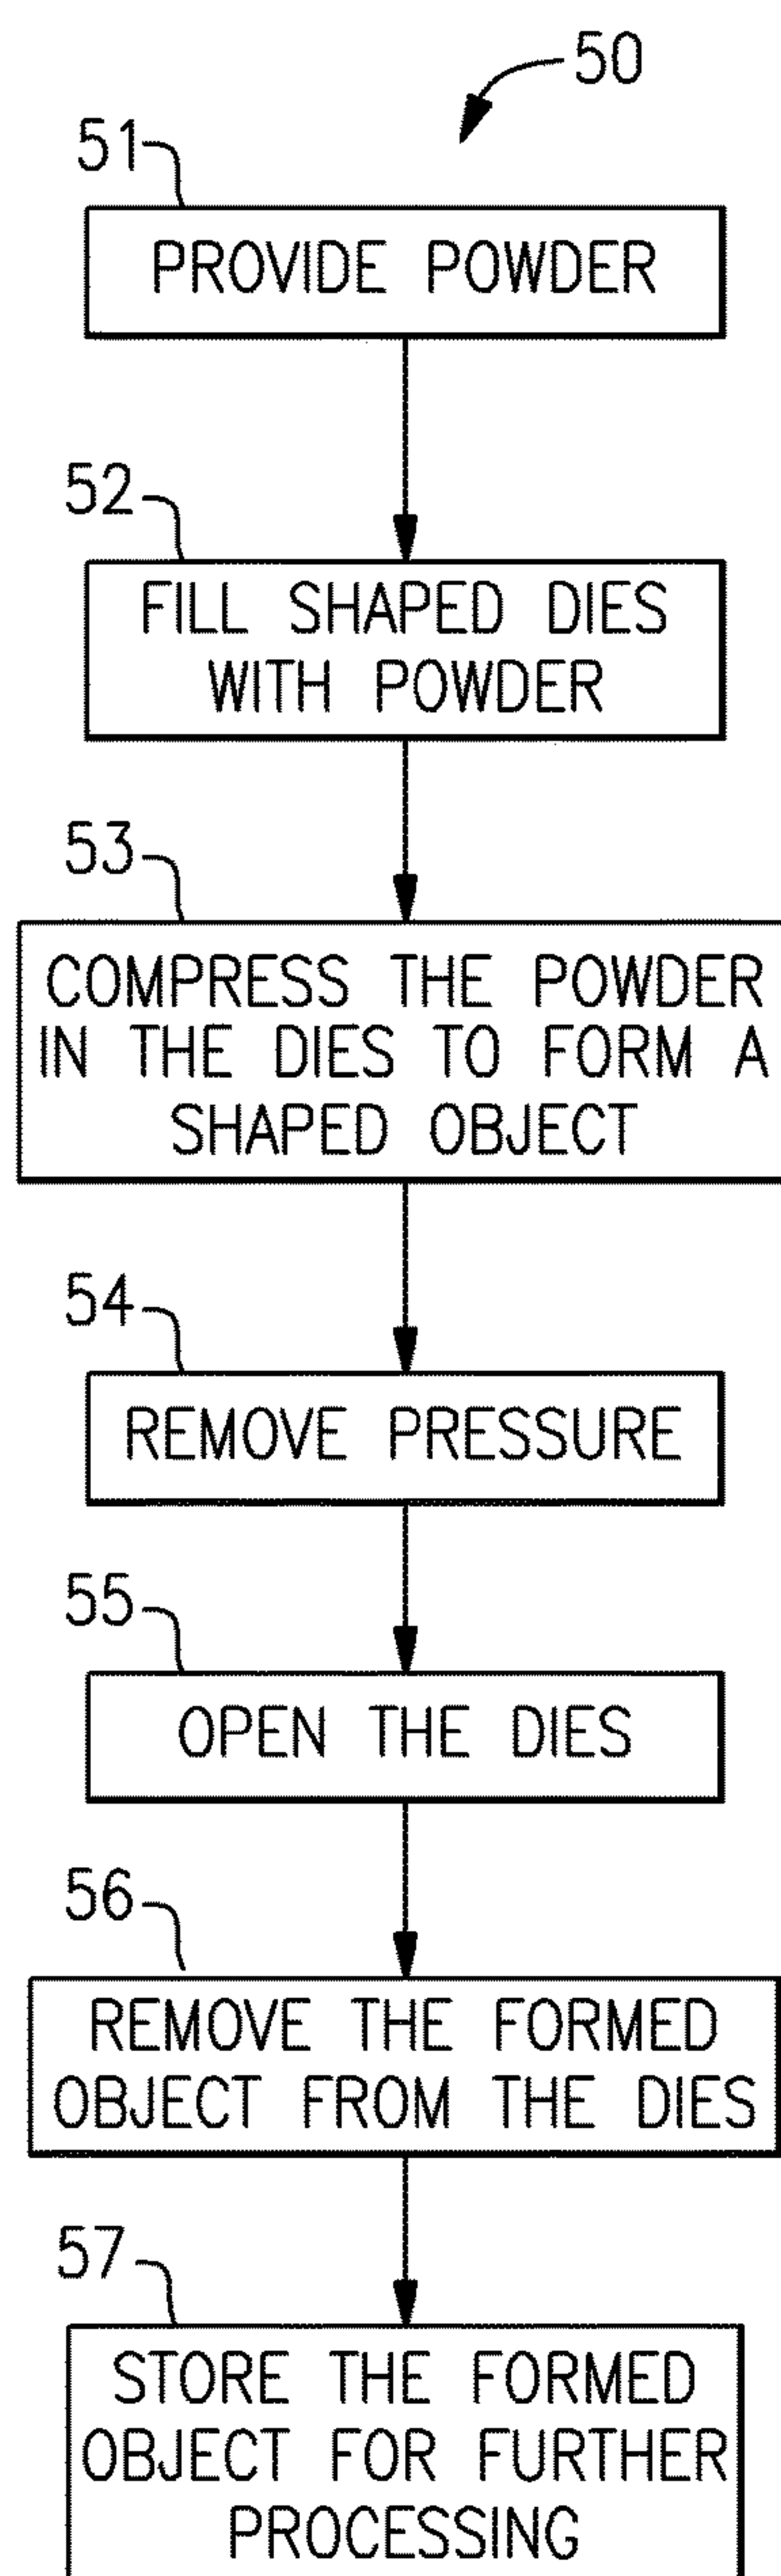 50
51
PROVIDE POWDER
52
FILL SHAPED DIES
WITH POWDER
53
COMPRESS THE POWDER
IN THE DIES TO FORM A
SHAPED OBJECT
54
REMOVE PRESSURE
55
OPEN THE DIES
56
REMOVE THE FORMED
OBJECT FROM THE DIES
57
STORE THE FORMED
OBJECT FOR FURTHER
PROCESSING